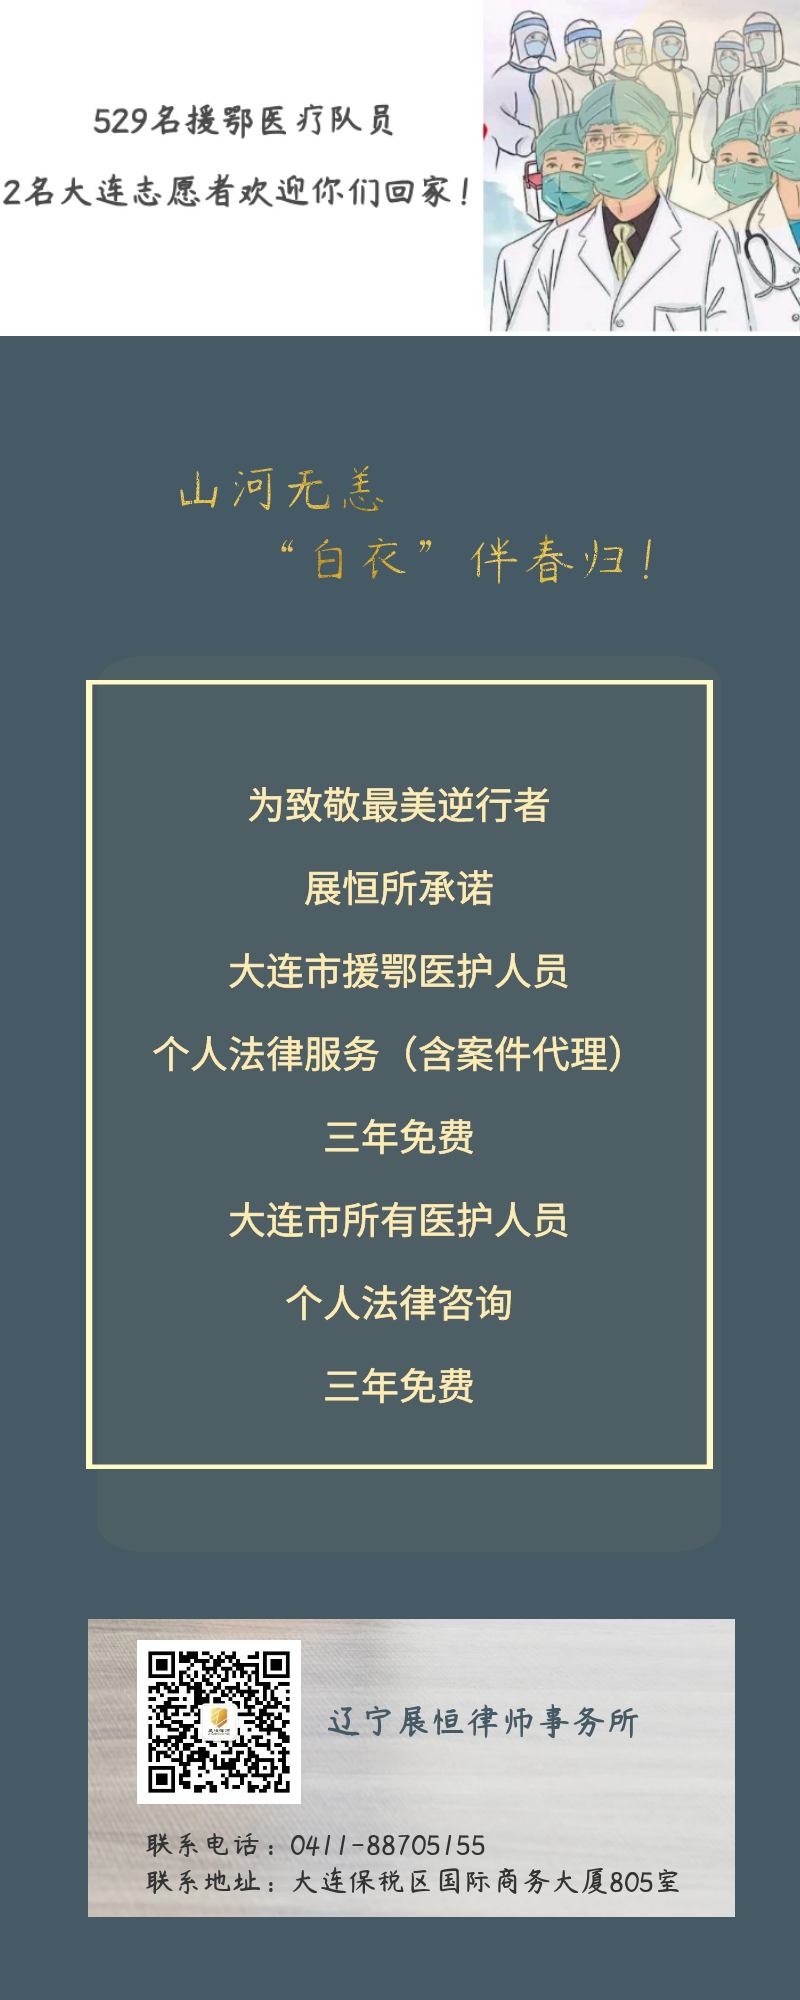 529名援鄂医疗队员
2名大连志愿者欢迎你们回家！
山河无恙
“白衣”伴春归！
为致敬最美逆行者
展恒所承诺
大连市援鄂医护人员
个人法律服务（含案件代理）
三年免费
大连市所有医护人员
个人法律咨询
三年免费
辽宁展恒律师事务所
联系电话：0411-88705155
联系地址：大连保税区国际商务大厦805室